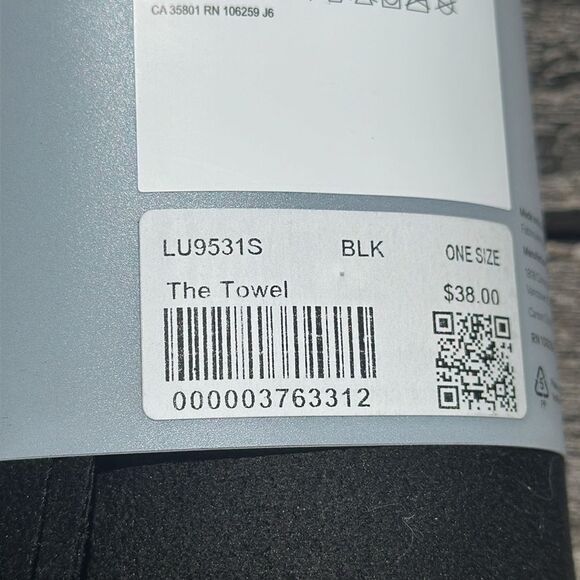 CA 35801 RN 106259 J6
LU9531S BLK ONE SIZE
The Towel $38.00
000003763312